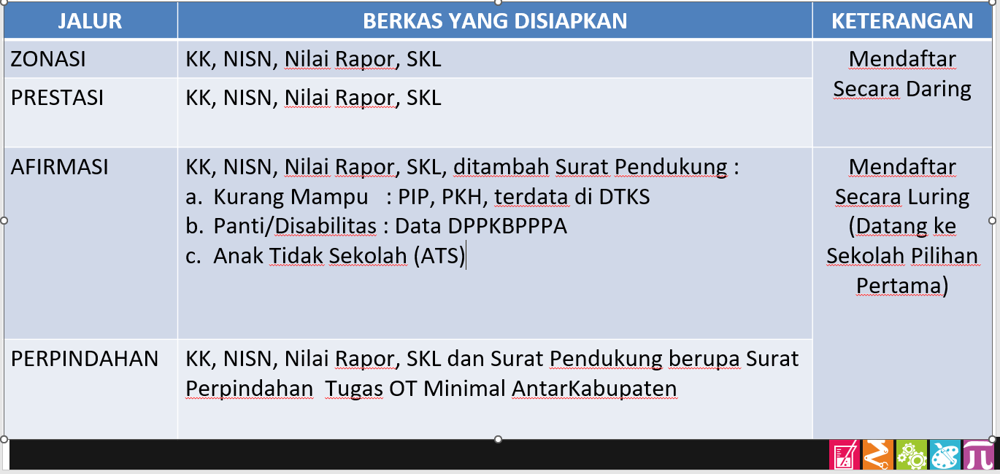 JALUR
BERKAS YANG DISIAPKAN
KETERANGAN
ZONASI
KK, NISN, Nilai Rapor, SKL
Mendaftar
Secara Daring
PRESTASI
KK, NISN, Nilai Rapor, SKL
AFIRMASI
KK, NISN, Nilai Rapor, SKL, ditambah Surat Pendukung :
a. Kurang Mampu : PIP, PKH, terdata di DTKS
b. Panti/Disabilitas : Data DPPKBPPPA
c. Anak Tidak Sekolah (ATS)
Mendaftar
Secara Luring
(Datang ke
Sekolah Pilihan
Pertama)
PERPINDAHAN
KK, NISN, Nilai Rapor, SKL dan Surat Pendukung berupa Surat
Perpindahan Tugas OT Minimal AntarKabupaten